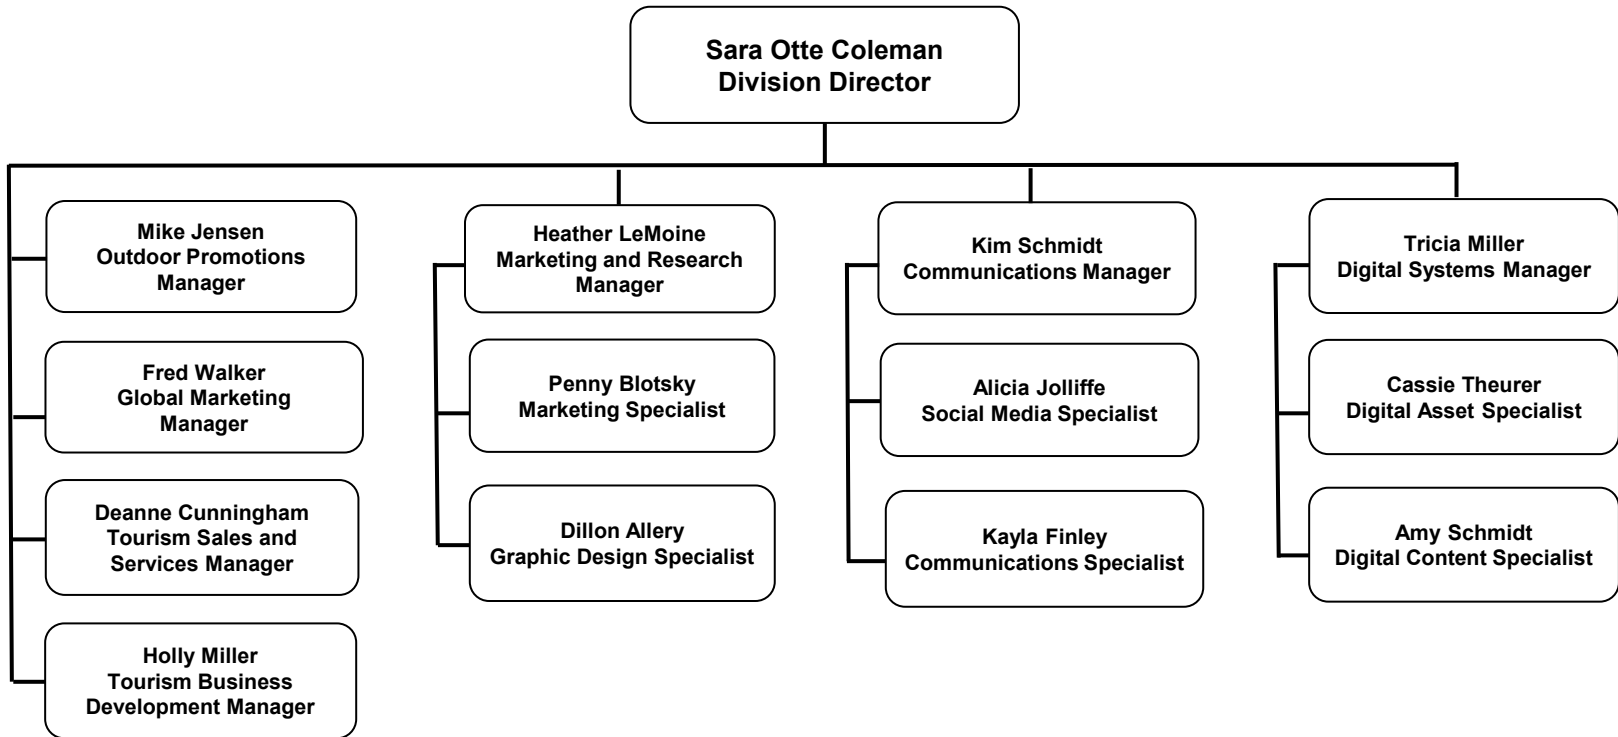 Sara Otte Coleman
Division Director
Mike Jensen
Outdoor Promotions
Manager
Fred Walker
Global Marketing
Manager
Deanne Cunningham
Tourism Sales and
Services Manager
Holly Miller
Tourism Business
Development Manager
Heather LeMoine
Marketing and Research
Manager
Penny Blotsky
Marketing Specialist
Dillon Allery
Graphic Design Specialist
Kim Schmidt
Communications Manager
Alicia Jolliffe
Social Media Specialist
Kayla Finley
Communications Specialist
Tricia Miller
Digital Systems Manager
Cassie Theurer
Digital Asset Specialist
Amy Schmidt
Digital Content Specialist